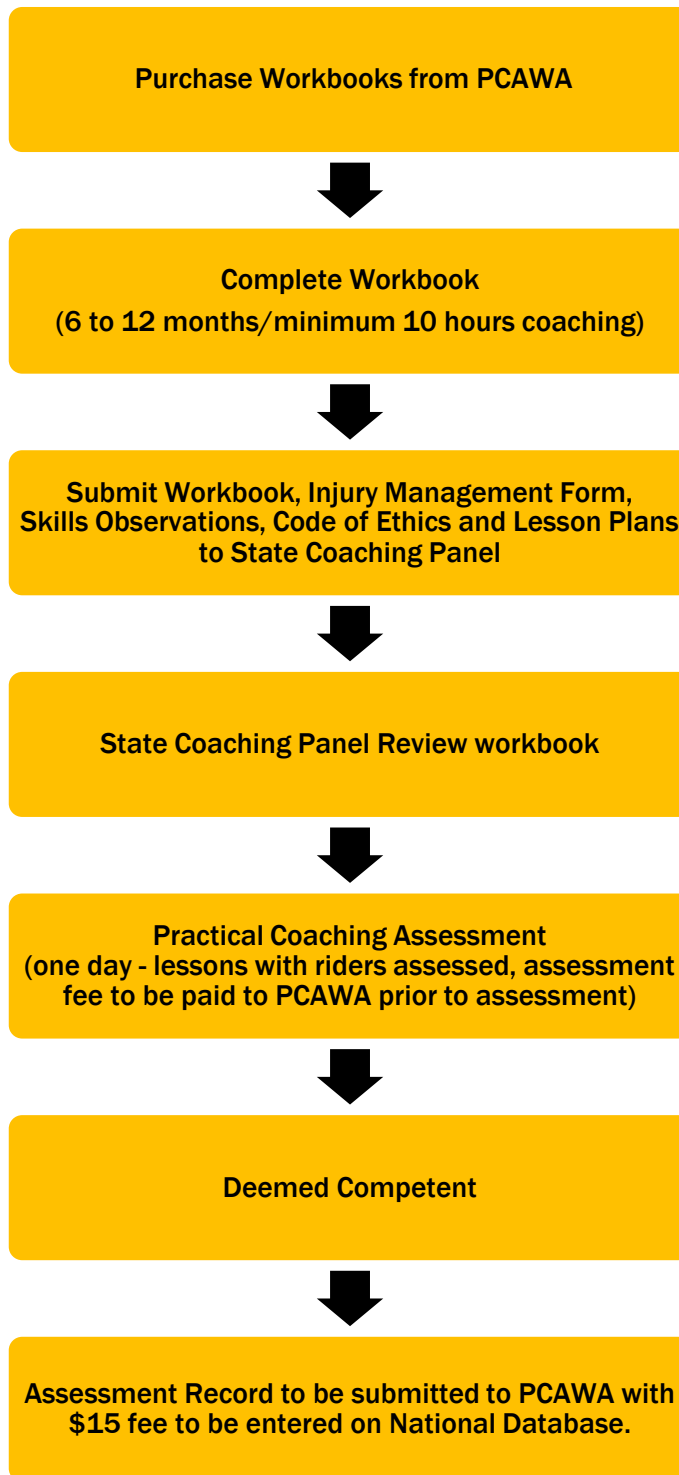 Purchase Workbooks from PCAWA
Complete Workbook
(6 to 12 months/minimum 10 hours coaching)
Submit Workbook, Injury Management Form,
Skills Observations, Code of Ethics and Lesson Plans
to State Coaching Panel
State Coaching Panel Review workbook
Practical Coaching Assessment
(one day - lessons with riders assessed, assessment
fee to be paid to PCAWA prior to assessment)
Deemed Competent
Assessment Record to be submitted to PCAWA with
$15 fee to be entered on National Database.